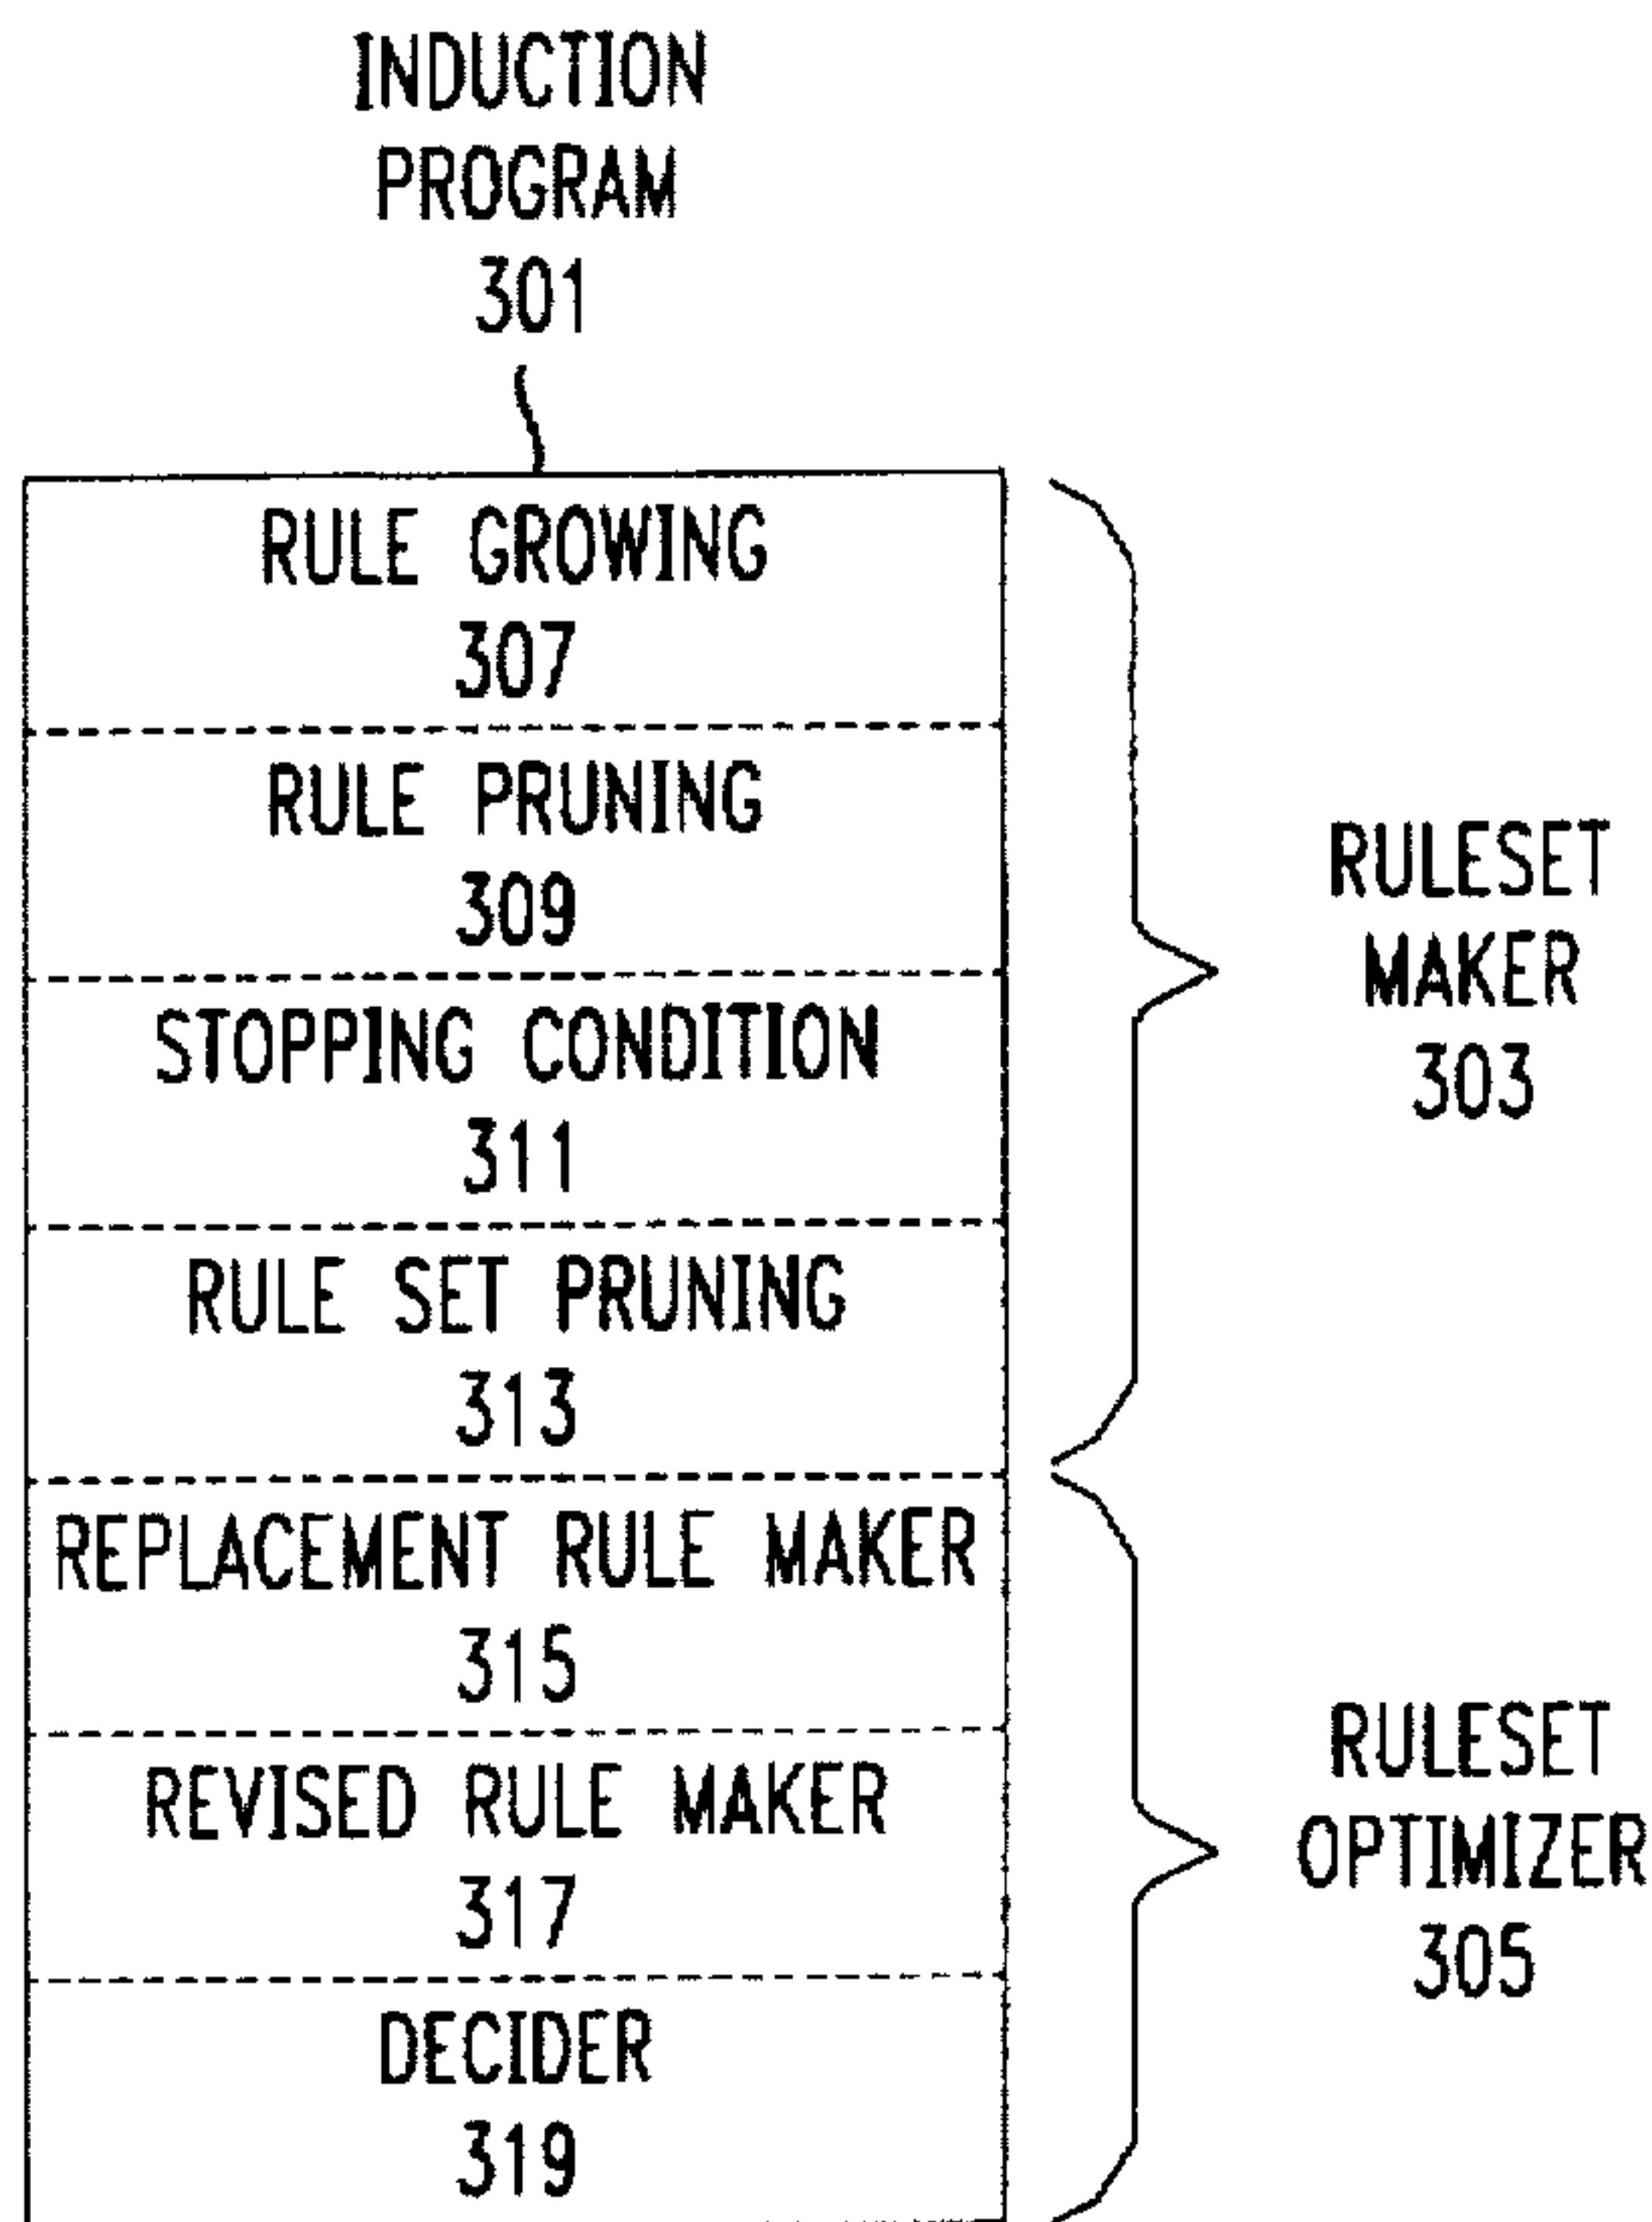 INDUCTION
PROGRAM
301
RULE GROWING
307
RULE PRUNING
309
STOPPING CONDITION
311
RULE SET PRUNING
313
REPLACEMENT RULE MAKER
315
REVISED RULE MAKER
317
DECIDER
319
RULESET
MAKER
303
RULESET
OPTIMIZER
305